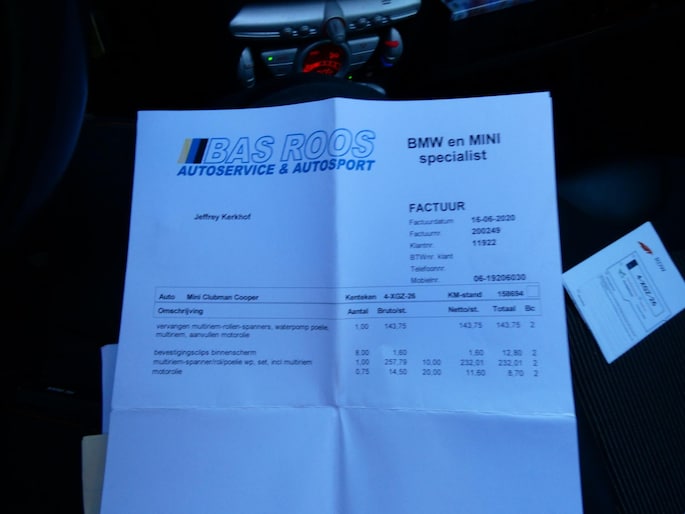 BAS ROOS
AUTOSERVICE & AUTOSPORT
BMW en MINI
specialist
Jeffrey Kerkhof
FACTUUR
Factuurdatum 16-06-2020
Factuurnr. 200249
Klantnr. 11922
BTWnr. klant
Telefoonnr.
Mobielnr. 06-19206030
Auto Mini Clubman Cooper Kenteken 4-XGZ-26 KM-stand 158694
Omschrijving Aantal Bruto/st. Netto/st. Totaal Bc
vervangen multiriem-rollen-spanners, waterpomp poelie, 1,00 143,75 143,75 143,75 2
multiriem, aanvullen motorolie
bevestigingsclips binnenscherm 8,00 1,60 1,60 12,80 2
multiriem-spanner/rol/poelie wp, set, incl multiriem 1,00 257,79 10,00 232,01 232,01 2
motorolie 0,75 14,50 20,00 11,60 8,70 2
4-XGZ-26